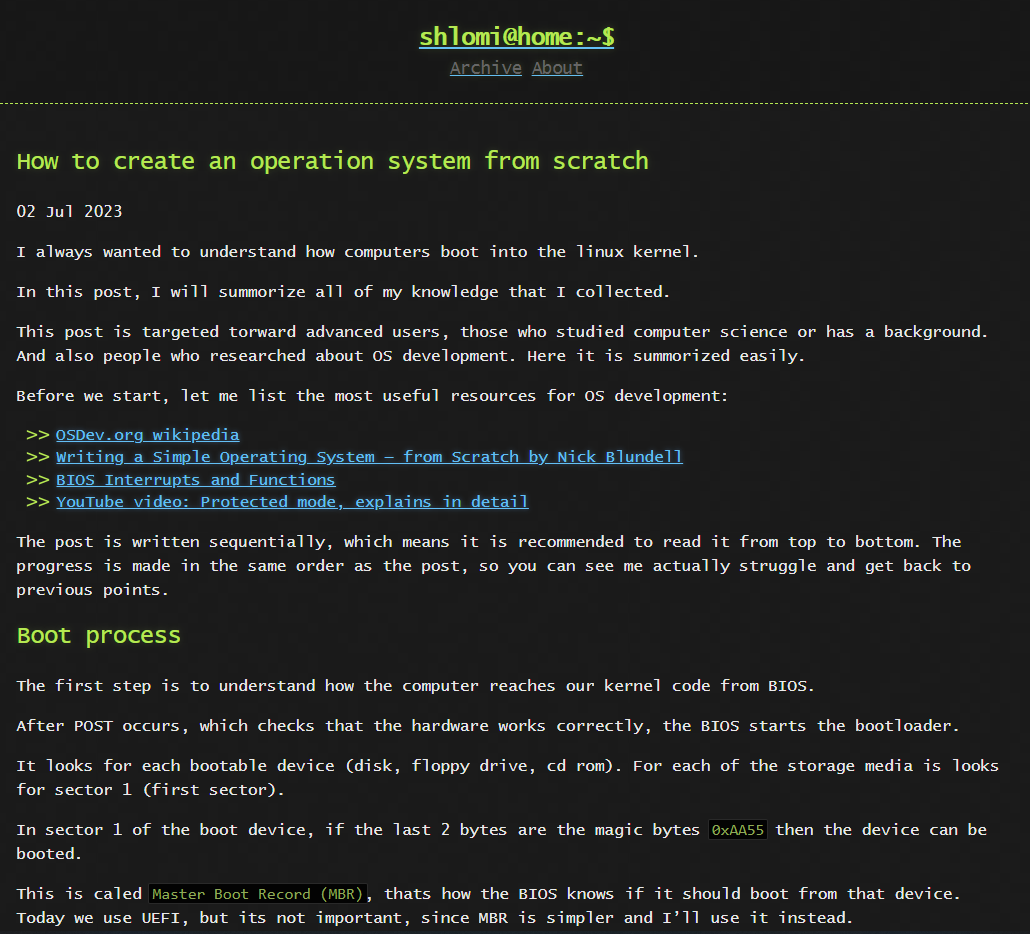 shlomi@home:~$
Archive About
How to create an operation system from scratch
02 Jul 2023
I always wanted to understand how computers boot into the linux kernel.
In this post, I will summorize all of my knowledge that I collected.
This post is targeted torward advanced users, those who studied computer science or has a background.
And also people who researched about OS development. Here it is summorized easily.
Before we start, let me list the most useful resources for OS development:
>> OSDev.org wikipedia
>> Writing a Simple Operating System — from Scratch by Nick Blundell
>> BIOS Interrupts and Functions
>> YouTube video: Protected mode, explains in detail
The post is written sequentially, which means it is recommended to read it from top to bottom. The
progress is made in the same order as the post, so you can see me actually struggle and get back to
previous points.
Boot process
The first step is to understand how the computer reaches our kernel code from BIOS.
After POST occurs, which checks that the hardware works correctly, the BIOS starts the bootloader.
It looks for each bootable device (disk, floppy drive, cd rom). For each of the storage media is looks
for sector 1 (first sector).
In sector 1 of the boot device, if the last 2 bytes are the magic bytes 0xAA55 then the device can be
booted.
This is caled Master Boot Record (MBR), thats how the BIOS knows if it should boot from that device.
Today we use UEFI, but its not important, since MBR is simpler and I’ll use it instead.